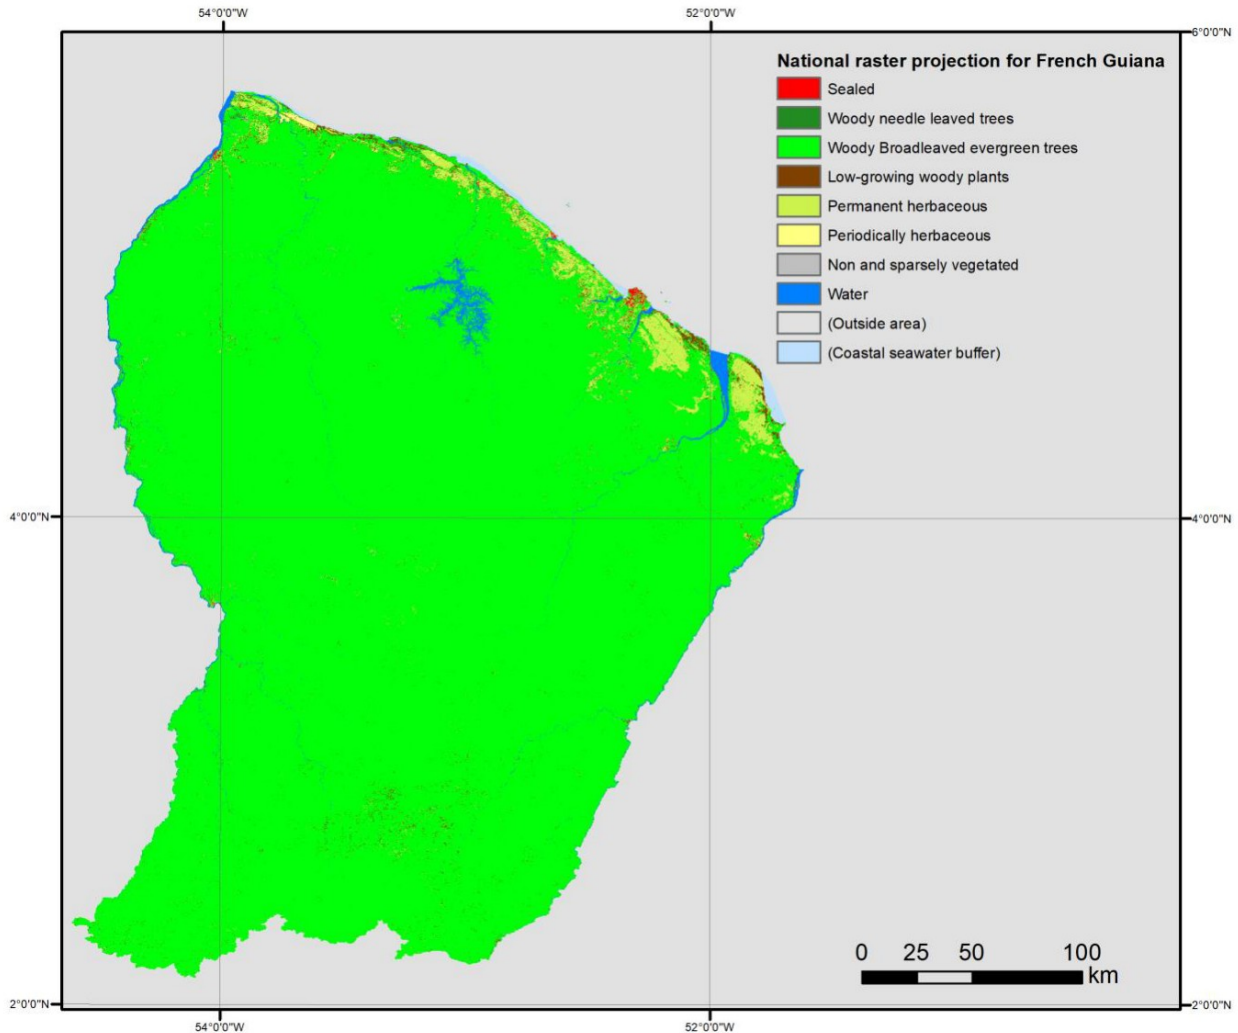 54°0'0"W
52°0'0"W
6°0'0"N
National raster projection for French Guiana
Sealed
Woody needle leaved trees
Woody Broadleaved evergreen trees
Low-growing woody plants
Permanent herbaceous
Periodically herbaceous
Non and sparsely vegetated
Water
(Outside area)
(Coastal seawater buffer)
4°0'0"N
4°0'0"N
0 25 50 100
km
2°0'0"N
2°0'0"N
54°0'0"W
52°0'0"W